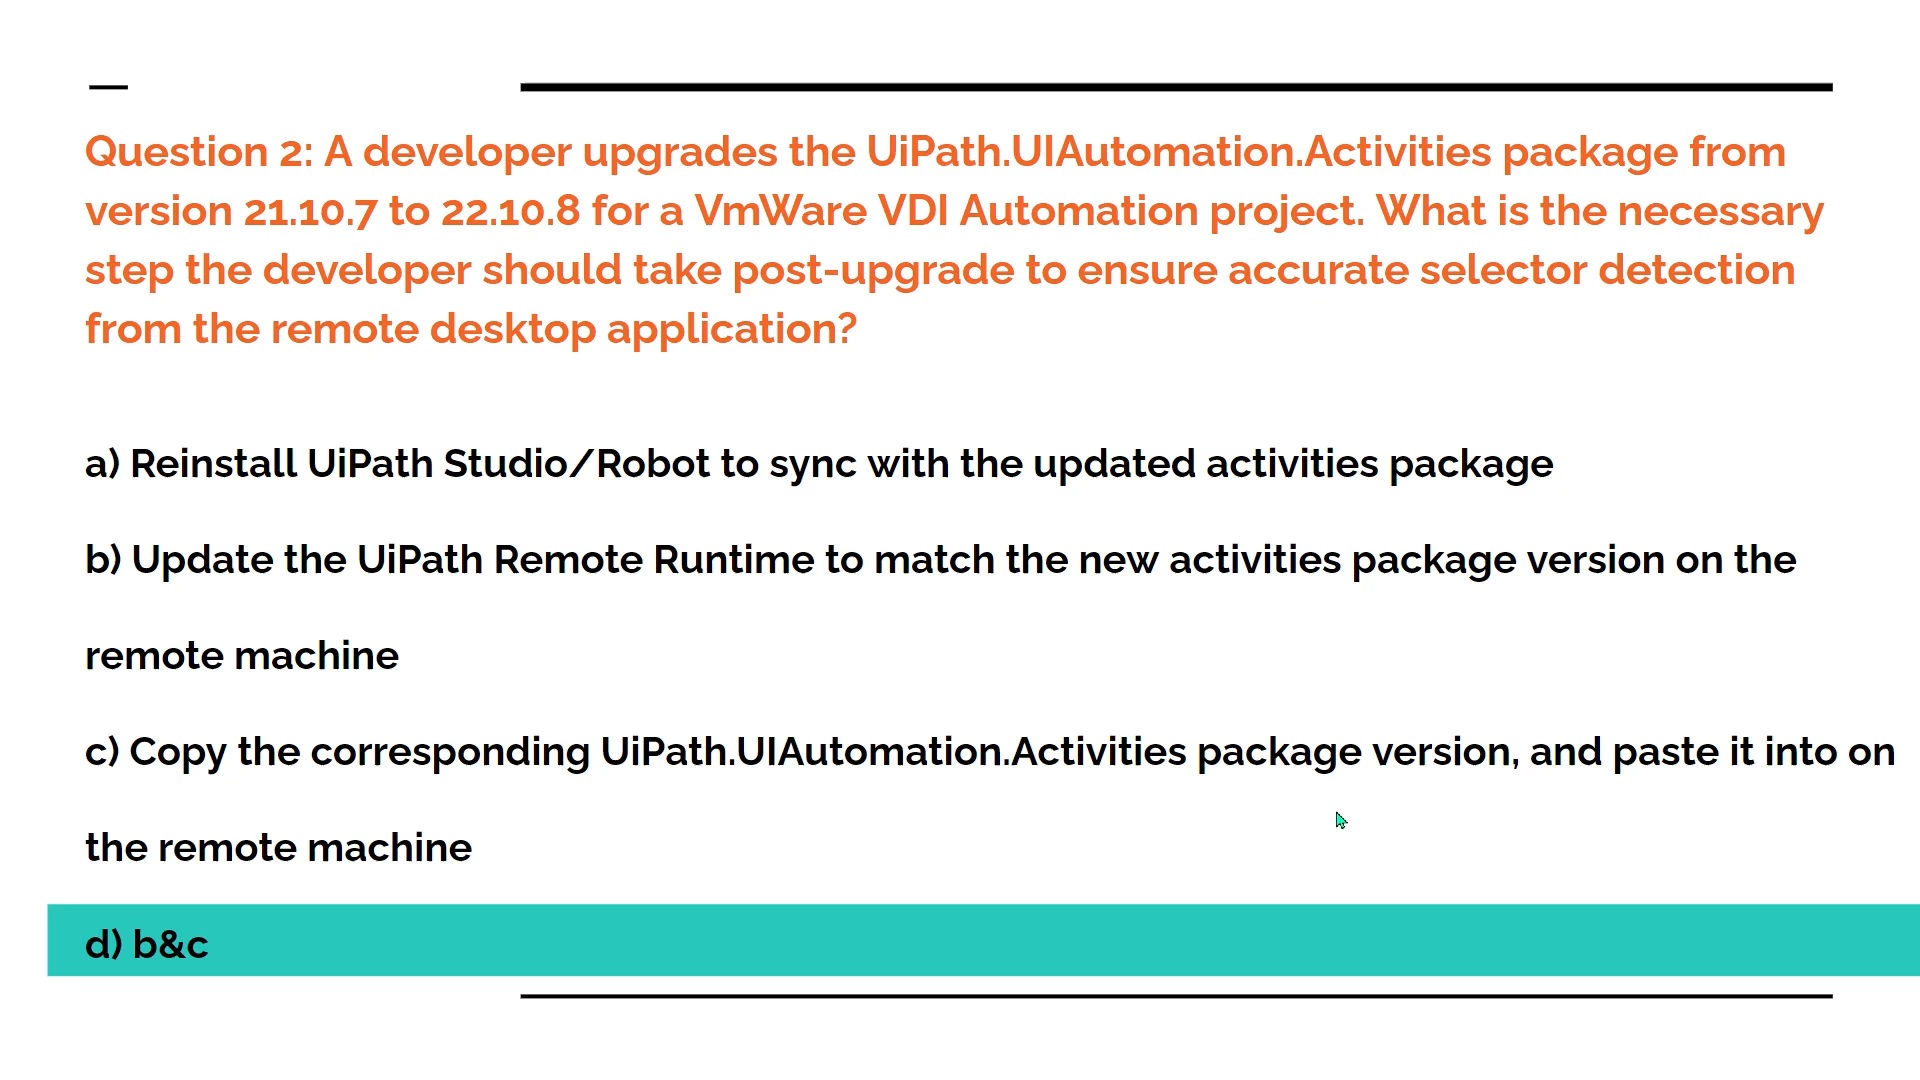 Question 2: A developer upgrades the UiPath.UIAutomation.Activities package from
version 21.10.7 to 22.10.8 for a VmWare VDI Automation project. What is the necessary
step the developer should take post-upgrade to ensure accurate selector detection
from the remote desktop application?
a) Reinstall UiPath Studio/Robot to sync with the updated activities package
b) Update the UiPath Remote Runtime to match the new activities package version on the
remote machine
c) Copy the corresponding UiPath.UIAutomation.Activities package version, and paste it into on
the remote machine
d) b&c